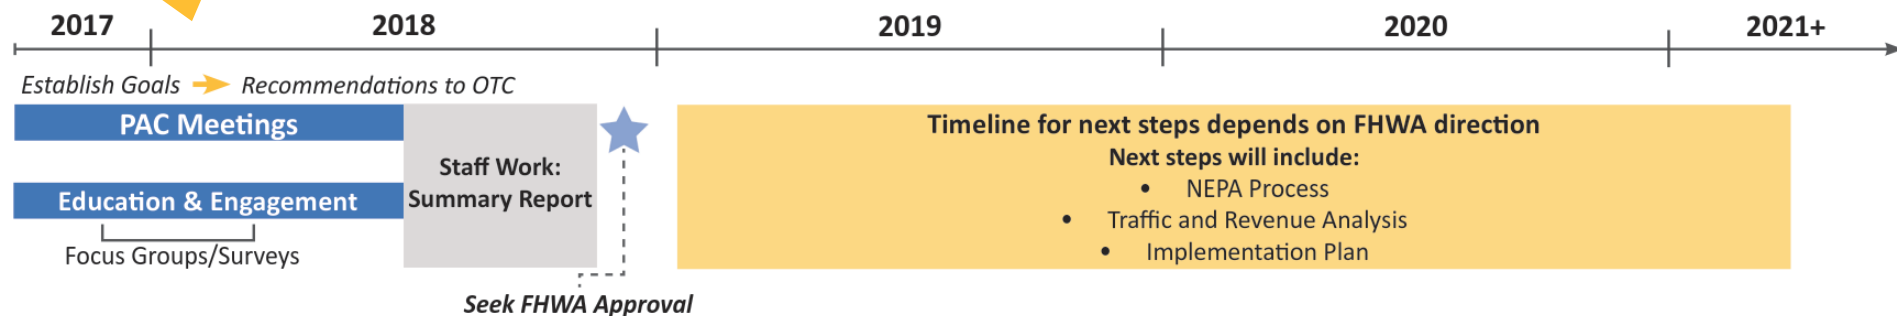 2017 2018 2019 2020 2021+
Establish Goals Recommendations to OTC
PAC Meetings
Education & Engagement
Focus Groups/Surveys
Staff Work:
Summary Report
Seek FHWA Approval
Timeline for next steps depends on FHWA direction
Next steps will include:
• NEPA Process
• Traffic and Revenue Analysis
• Implementation Plan